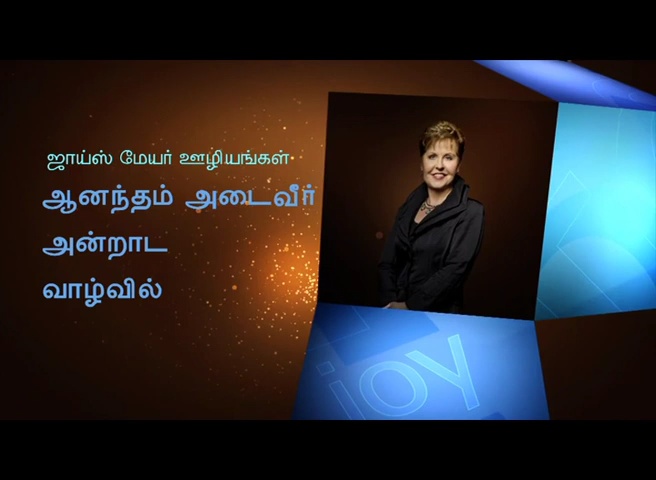 ஜாய்ஸ் மேயர் ஊழியங்கள்
ஆனந்தம் அடைவீர்
அன்றாட
வாழ்வில்
joy